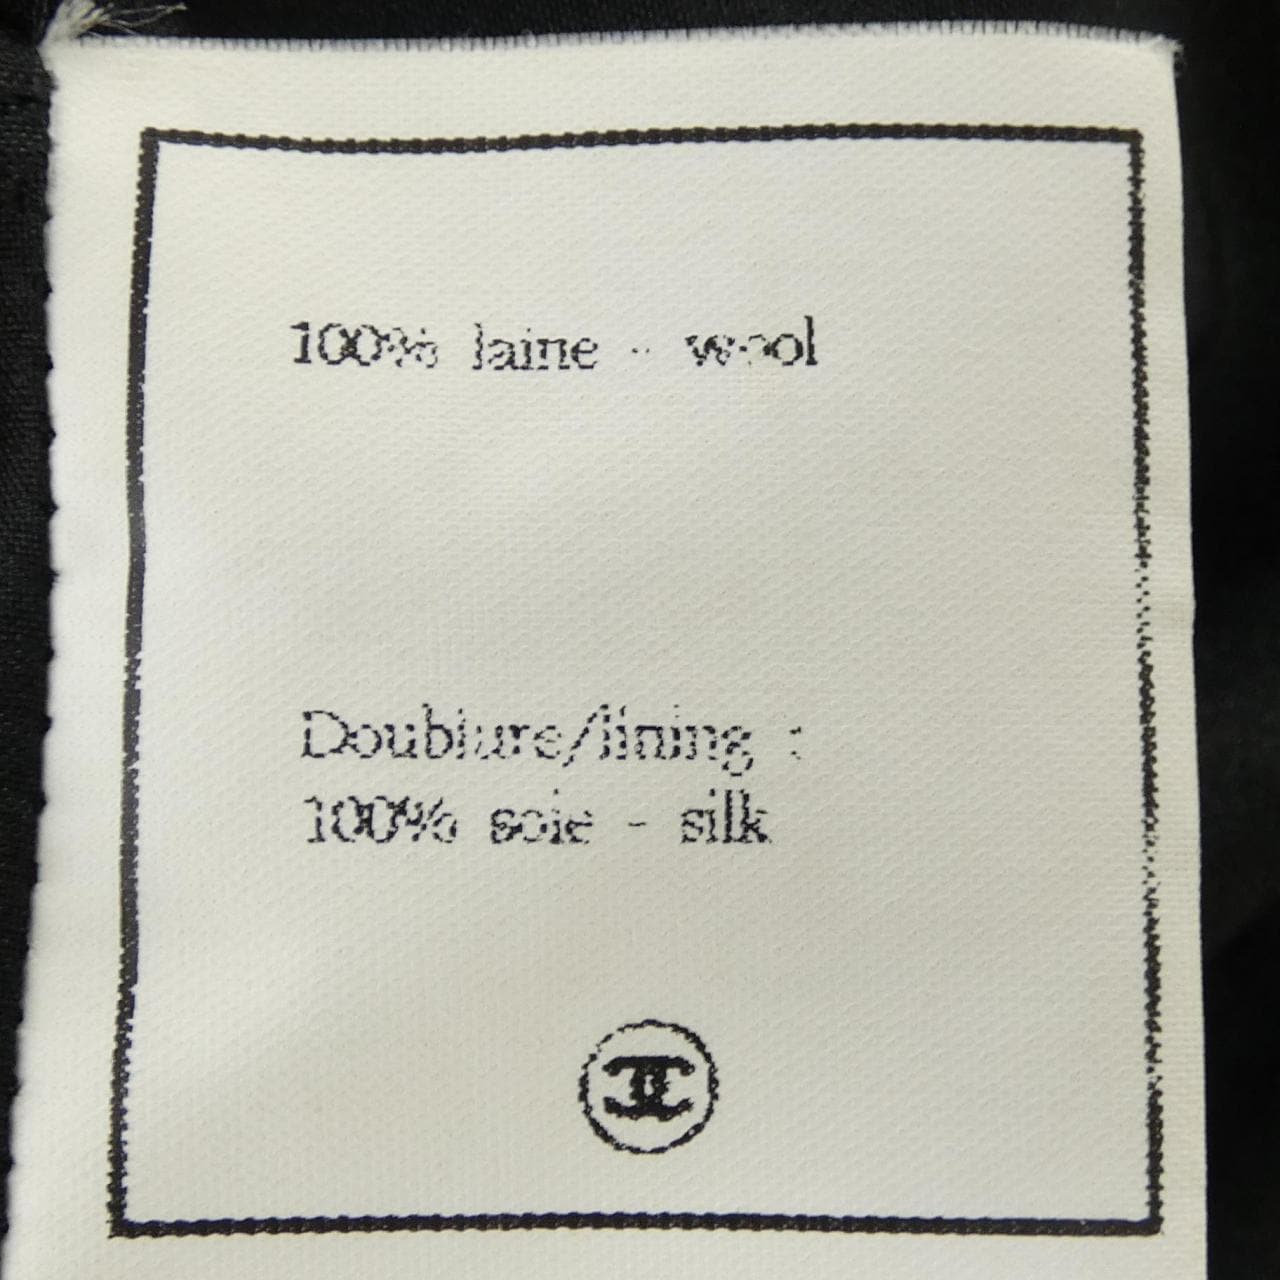 100% laine - wool
Doublure/lining :
100% soie - silk